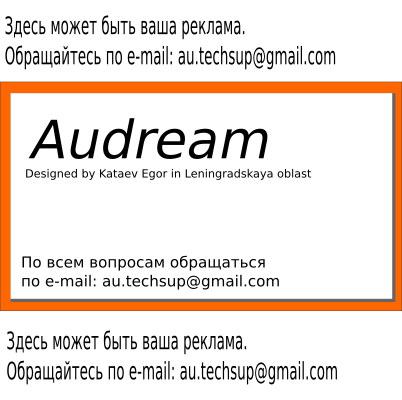 Здесь может быть ваша реклама.
Обращайтесь по e-mail: au.techsup@gmail.com
Audream
Designed by Kataev Egor in Leningradskaya oblast
По всем вопросам обращаться
по e-mail: au.techsup@gmail.com
Здесь может быть ваша реклама.
Обращайтесь по e-mail: au.techsup@gmail.com